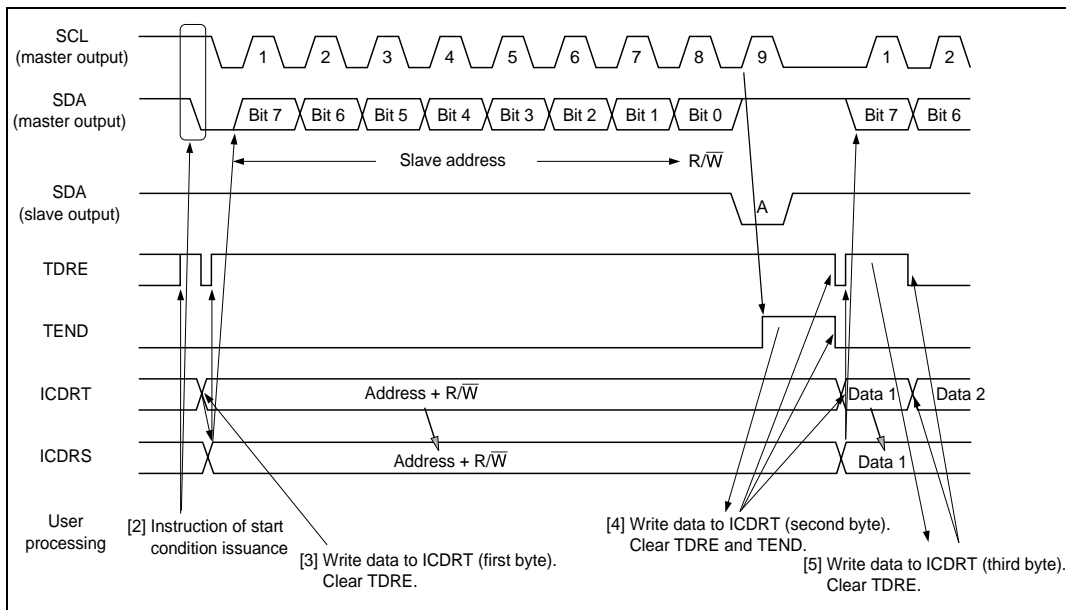 SCL
(master output)
1 2 3 4 5 6 7 8 9 1 2
SDA
(master output)
Bit 7 Bit 6 Bit 5 Bit 4 Bit 3 Bit 2 Bit 1 Bit 0 Bit 7 Bit 6
Slave address R/W̅
SDA
(slave output)
A
TDRE
TEND
ICDRT
Address + R/W̅ Data 1 Data 2
ICDRS
Address + R/W̅ Data 1
User
processing
[2] Instruction of start
condition issuance
[3] Write data to ICDRT (first byte).
Clear TDRE.
[4] Write data to ICDRT (second byte).
Clear TDRE and TEND.
[5] Write data to ICDRT (third byte).
Clear TDRE.